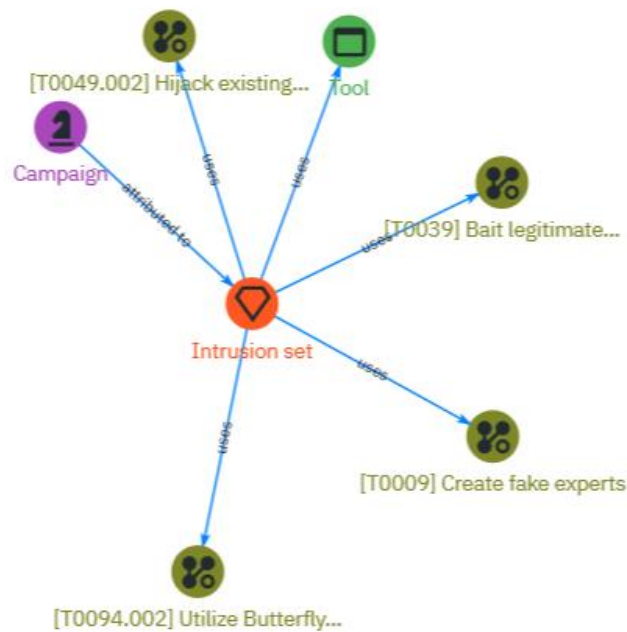 [T0049.002] Hijack existing...
Tool
Campaign
uses
uses
attributed to
[T0039] Bait legitimate...
uses
Intrusion set
uses
uses
[T0009] Create fake experts
[T0094.002] Utilize Butterfly...